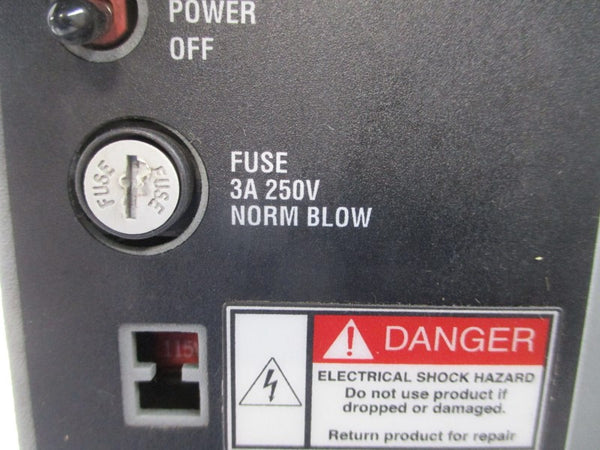 POWER
OFF
FUSE
FUSE
FUSE
3A 250V
NORM BLOW
115
DANGER
ELECTRICAL SHOCK HAZARD
Do not use product if
dropped or damaged.
Return product for repair